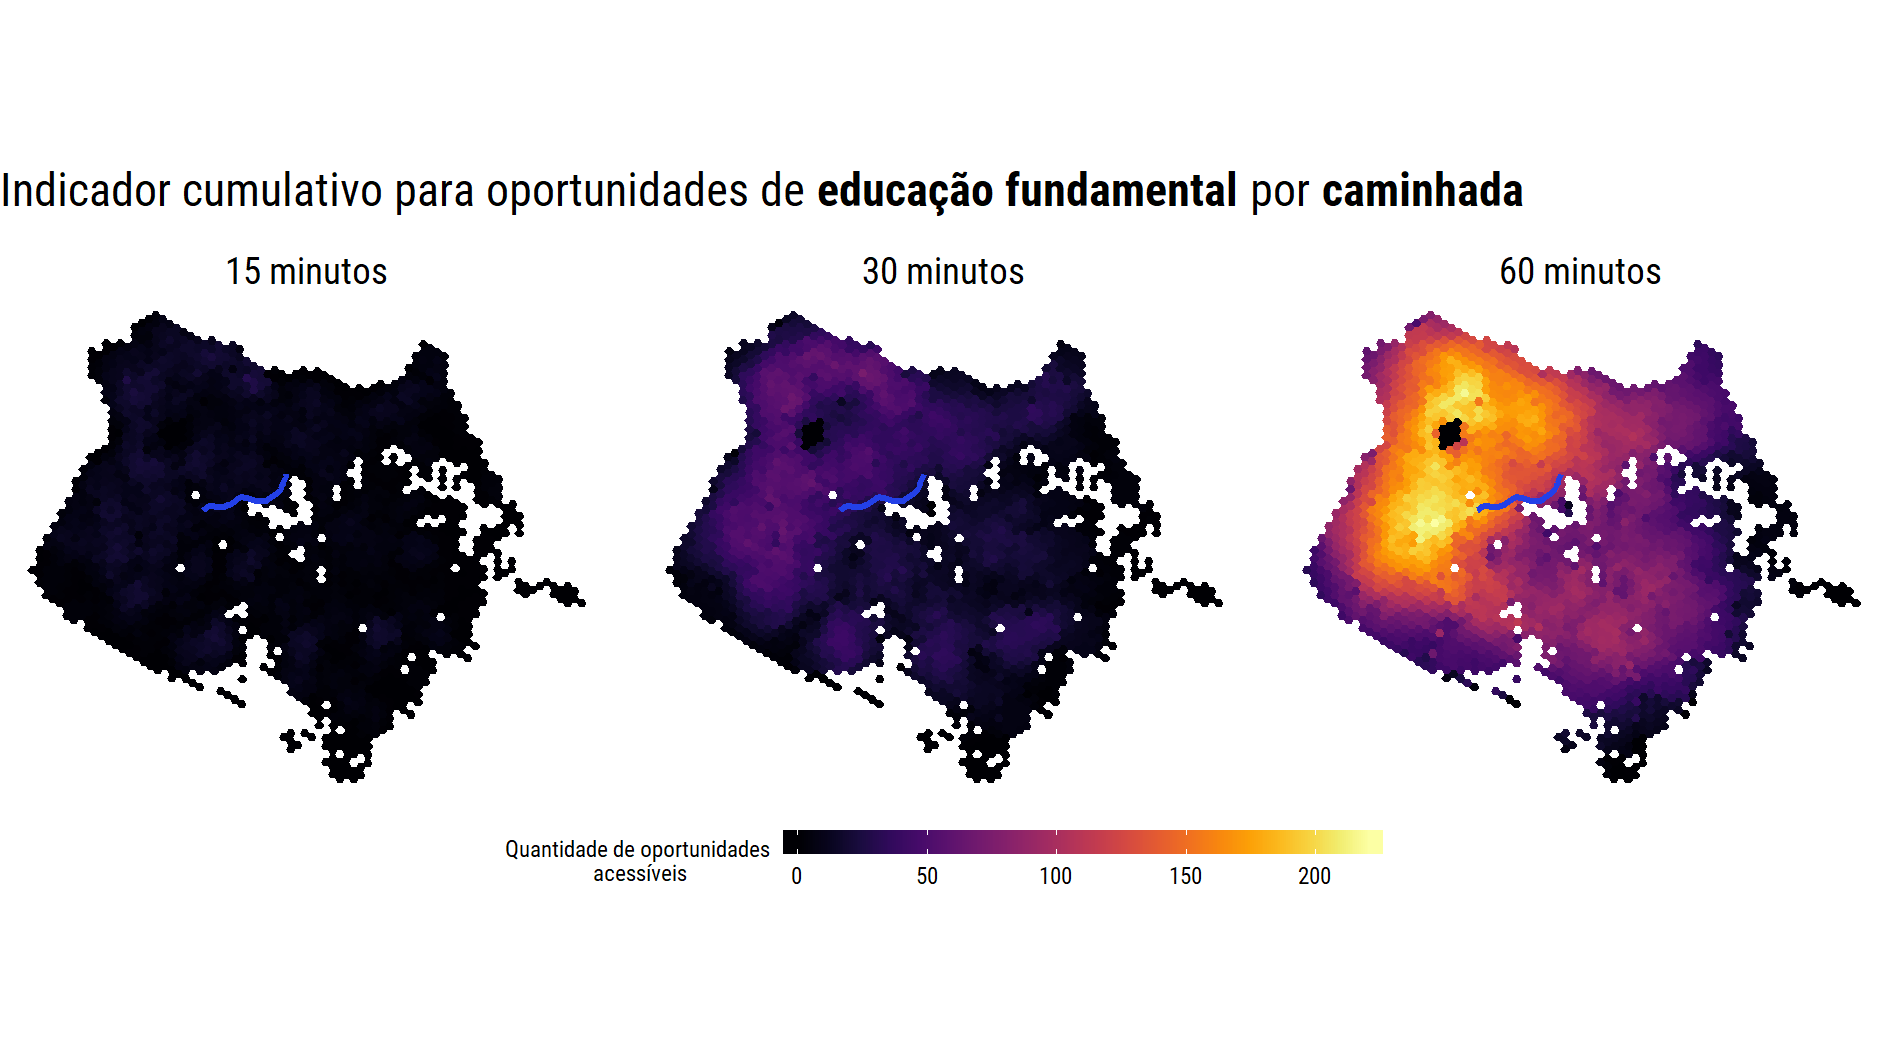 Indicador cumulativo para oportunidades de educação fundamental por caminhada
15 minutos
30 minutos
60 minutos
Quantidade de oportunidades
acessíveis
0
50
100
150
200